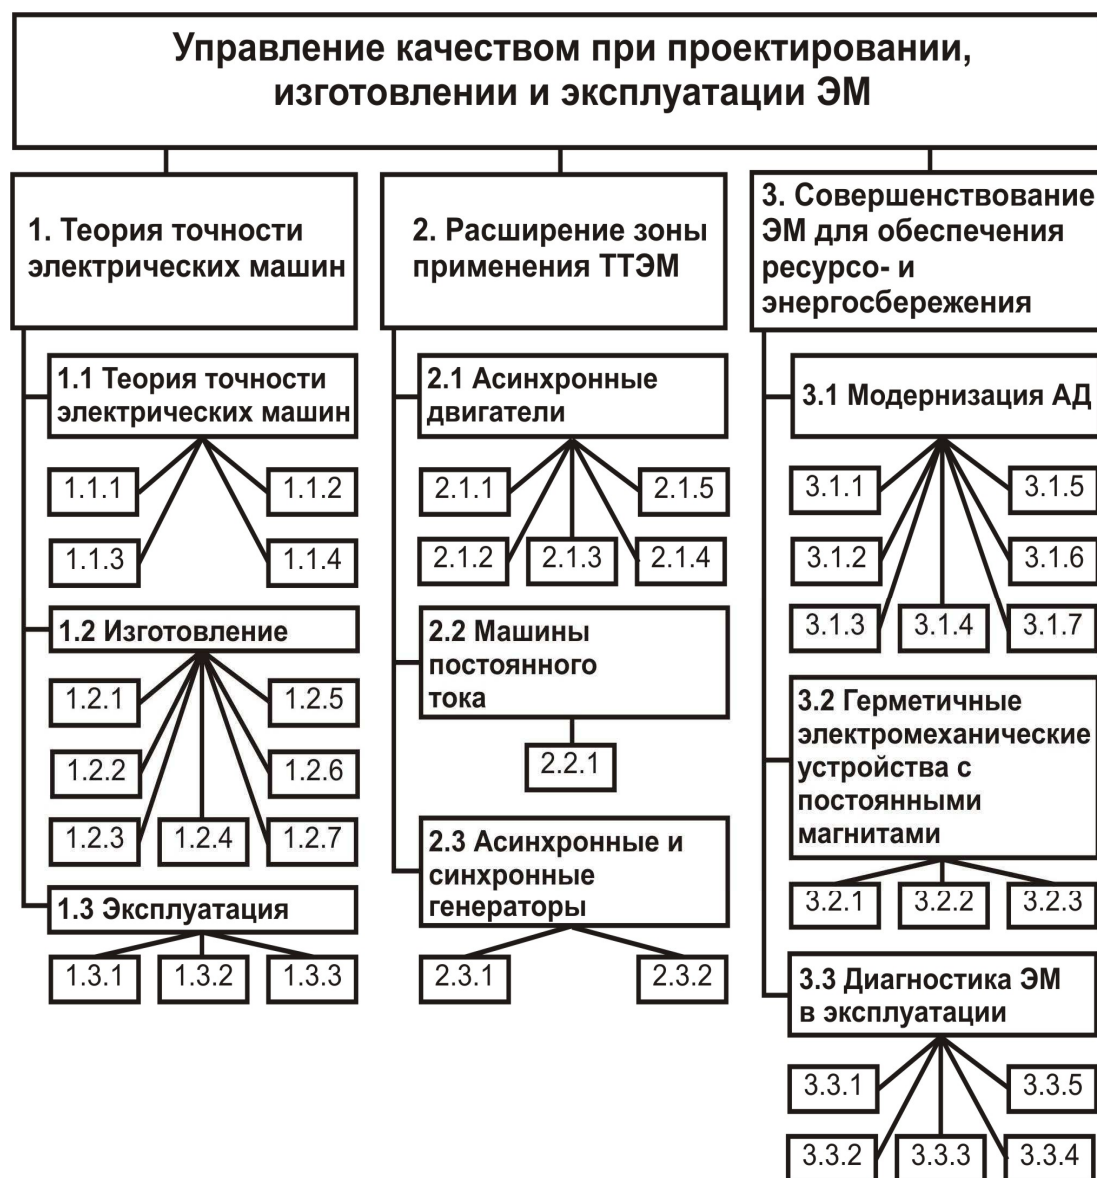 Управление качеством при проектировании,
изготовлении и эксплуатации ЭМ
1. Теория точности
электрических машин
1.1 Теория точности
электрических машин
1.1.1
1.1.2
1.1.3
1.1.4
1.2 Изготовление
1.2.1
1.2.5
1.2.2
1.2.6
1.2.3
1.2.4
1.2.7
1.3 Эксплуатация
1.3.1
1.3.2
1.3.3
2. Расширение зоны
применения ТТЭМ
2.1 Асинхронные
двигатели
2.1.1
2.1.5
2.1.2
2.1.3
2.1.4
2.2 Машины
постоянного
тока
2.2.1
2.3 Асинхронные и
синхронные
генераторы
2.3.1
2.3.2
3. Совершенствование
ЭМ для обеспечения
ресурсо- и
энергосбережения
3.1 Модернизация АД
3.1.1
3.1.5
3.1.2
3.1.6
3.1.3
3.1.4
3.1.7
3.2 Герметичные
электромеханические
устройства с
постоянными
магнитами
3.2.1
3.2.2
3.2.3
3.3 Диагностика ЭМ
в эксплуатации
3.3.1
3.3.5
3.3.2
3.3.3
3.3.4